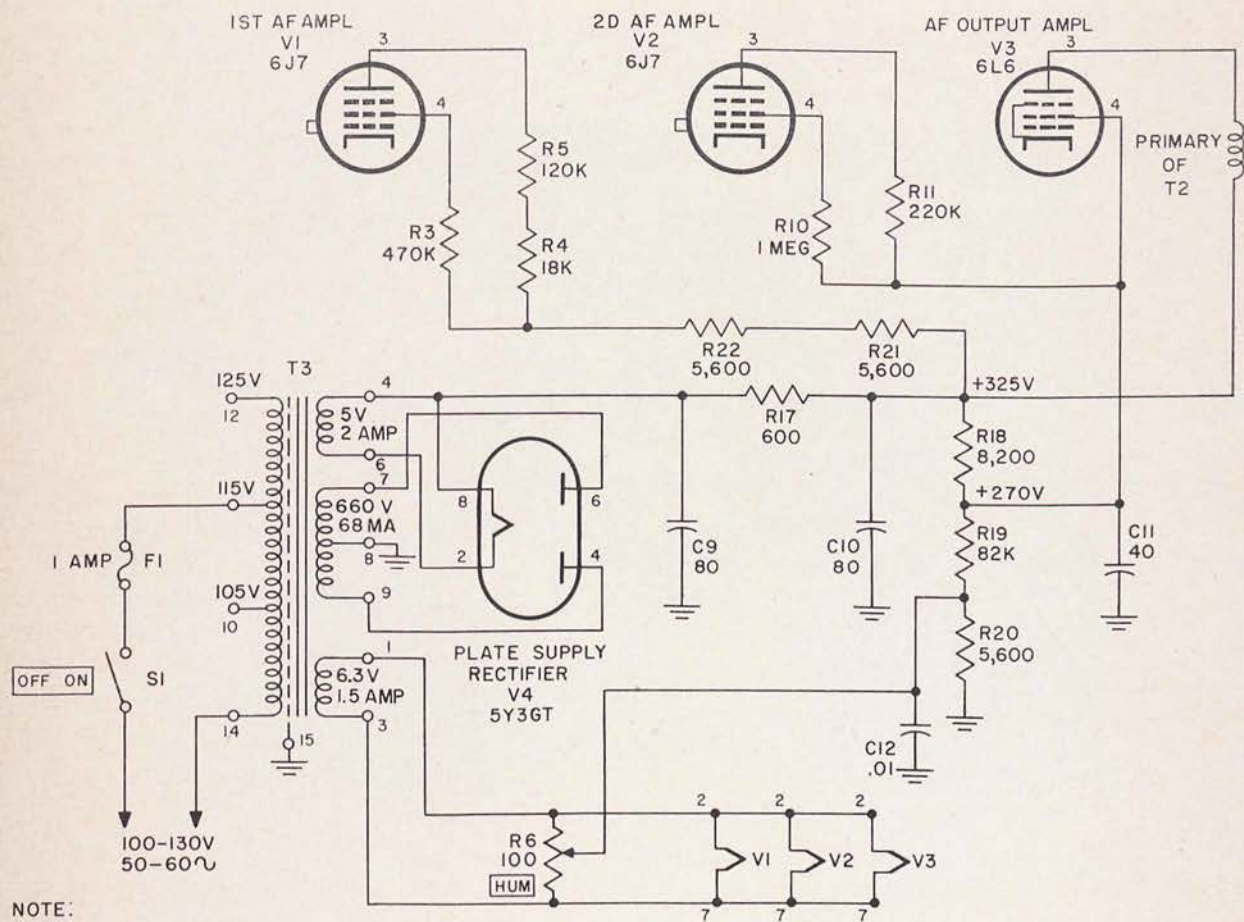 1ST AF AMPL
V1
6J7
3
4
2D AF AMPL
V2
6J7
3
4
AF OUTPUT AMPL
V3
6L6
3
4
PRIMARY
OF
T2
R5
120K
R3
470K
R4
18K
R10
1 MEG
R11
220K
R22
5,600
R21
5,600
+325V
R17
600
R18
8,200
+270V
R19
82K
R20
5,600
C9
80
C10
80
C11
40
C12
.01
T3
125V
12
115V
105V
10
14
15
4
5V
2 AMP
6
7
660 V
68 MA
8
9
1
6.3V
1.5 AMP
3
8
2
6
4
PLATE SUPPLY
RECTIFIER
V4
5Y3GT
1 AMP F1
OFF ON S1
100-130V
50-60∿
R6
100
HUM
2
2
2
V1
V2
V3
7
7
7
NOTE: